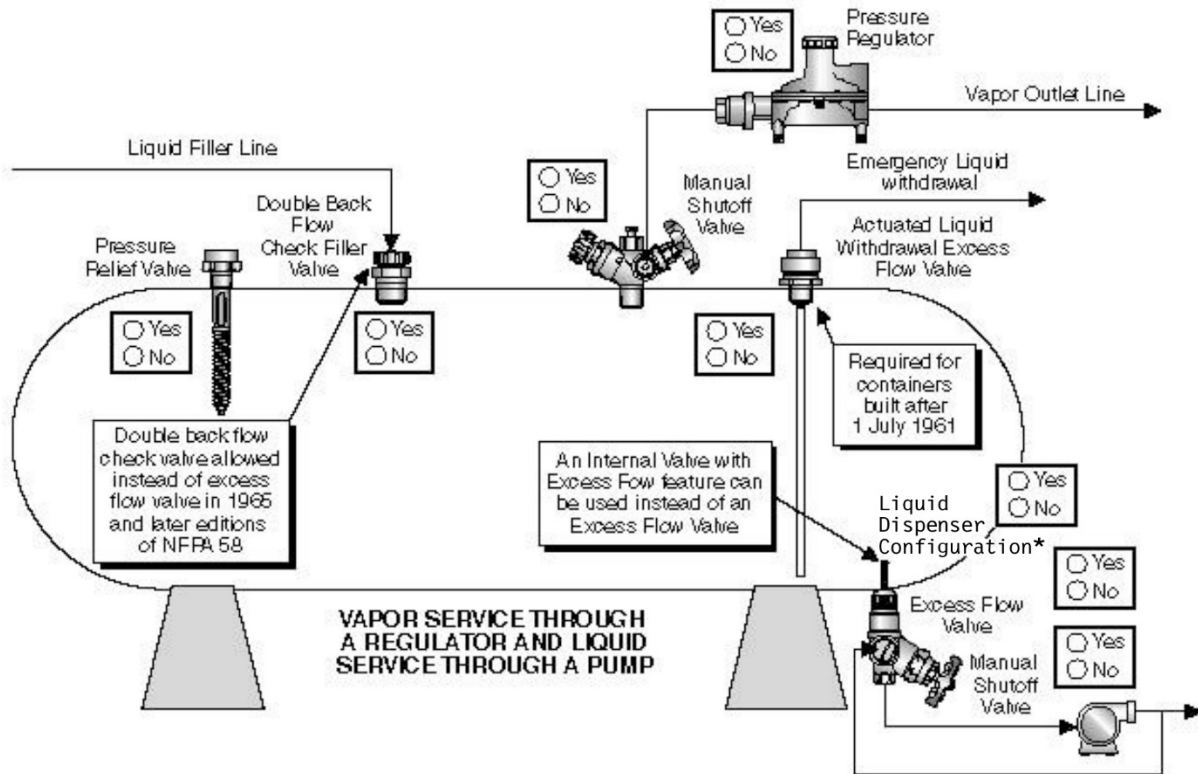 Yes
No
Pressure
Regulator
Vapor Outlet Line
Liquid Filler Line
Yes
No
Manual
Shutoff
Valve
Emergency Liquid
withdrawal
Double Back
Flow
Check Filler
Valve
Pressure
Relief Valve
Actuated Liquid
Withdrawal Excess
Flow Valve
Yes
No
Yes
No
Yes
No
Required for
containers
built after
1 July 1961
Double back flow
check valve allowed
instead of excess
flow valve in 1965
and later editions
of NFPA 58
An Internal Valve with
Excess Fow feature can
be used instead of an
Excess Flow Valve
Yes
No
Liquid
Dispenser
Configuration*
Yes
No
Excess Flow
Valve
Yes
No
Manual
Shutoff
Valve
VAPOR SERVICE THROUGH
A REGULATOR AND LIQUID
SERVICE THROUGH A PUMP